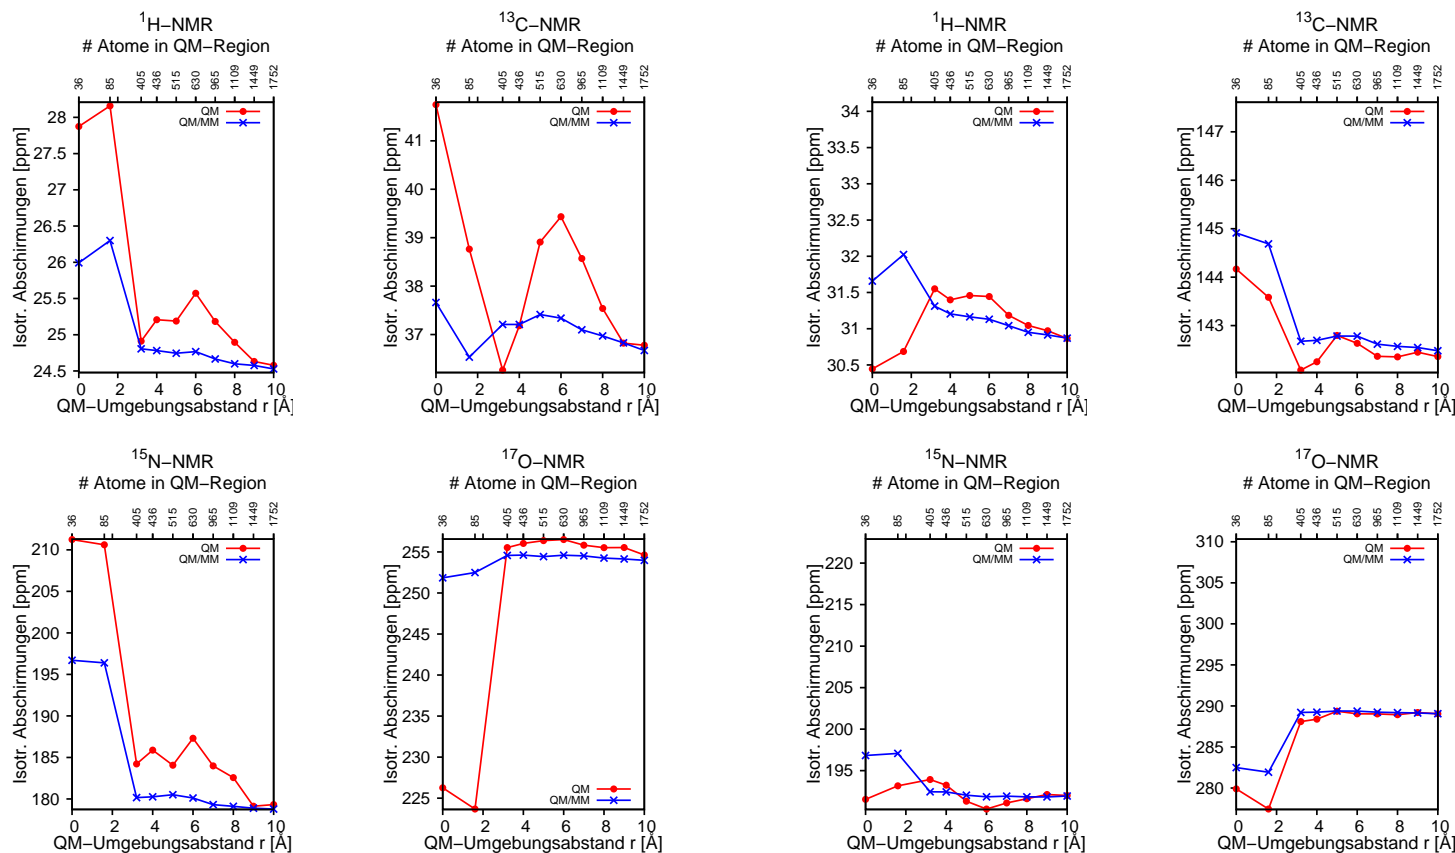 1H–NMR
# Atome in QM–Region
36 85 405 436 515 630 965 1109 1449 1752
QM
QM/MM
Isotr. Abschirmungen [ppm]
28
27.5
27
26.5
26
25.5
25
24.5
0 2 4 6 8 10
QM–Umgebungsabstand r [Å]
13C–NMR
# Atome in QM–Region
36 85 405 436 515 630 965 1109 1449 1752
QM
QM/MM
Isotr. Abschirmungen [ppm]
41
40
39
38
37
0 2 4 6 8 10
QM–Umgebungsabstand r [Å]
1H–NMR
# Atome in QM–Region
36 85 405 436 515 630 965 1109 1449 1752
QM
QM/MM
Isotr. Abschirmungen [ppm]
34
33.5
33
32.5
32
31.5
31
30.5
0 2 4 6 8 10
QM–Umgebungsabstand r [Å]
13C–NMR
# Atome in QM–Region
36 85 405 436 515 630 965 1109 1449 1752
QM
QM/MM
Isotr. Abschirmungen [ppm]
147
146
145
144
143
0 2 4 6 8 10
QM–Umgebungsabstand r [Å]
15N–NMR
# Atome in QM–Region
36 85 405 436 515 630 965 1109 1449 1752
QM
QM/MM
Isotr. Abschirmungen [ppm]
210
205
200
195
190
185
180
0 2 4 6 8 10
QM–Umgebungsabstand r [Å]
17O–NMR
# Atome in QM–Region
36 85 405 436 515 630 965 1109 1449 1752
Isotr. Abschirmungen [ppm]
255
250
245
240
235
230
225
QM
QM/MM
0 2 4 6 8 10
QM–Umgebungsabstand r [Å]
15N–NMR
# Atome in QM–Region
36 85 405 436 515 630 965 1109 1449 1752
QM
QM/MM
Isotr. Abschirmungen [ppm]
220
215
210
205
200
195
0 2 4 6 8 10
QM–Umgebungsabstand r [Å]
17O–NMR
# Atome in QM–Region
36 85 405 436 515 630 965 1109 1449 1752
QM
QM/MM
Isotr. Abschirmungen [ppm]
310
305
300
295
290
285
280
0 2 4 6 8 10
QM–Umgebungsabstand r [Å]